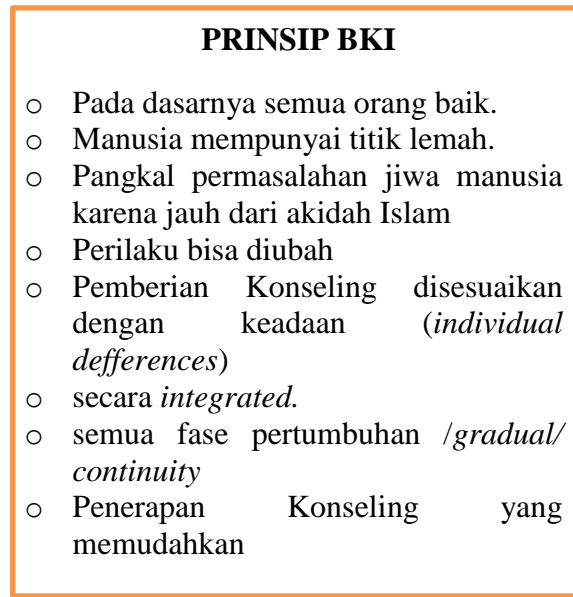 PRINSIP BKI
o Pada dasarnya semua orang baik.
o Manusia mempunyai titik lemah.
o Pangkal permasalahan jiwa manusia
karena jauh dari akidah Islam
o Perilaku bisa diubah
o Pemberian Konseling disesuaikan
dengan keadaan (individual
defferences)
o secara integrated.
o semua fase pertumbuhan /gradual/
continuity
o Penerapan Konseling yang
memudahkan